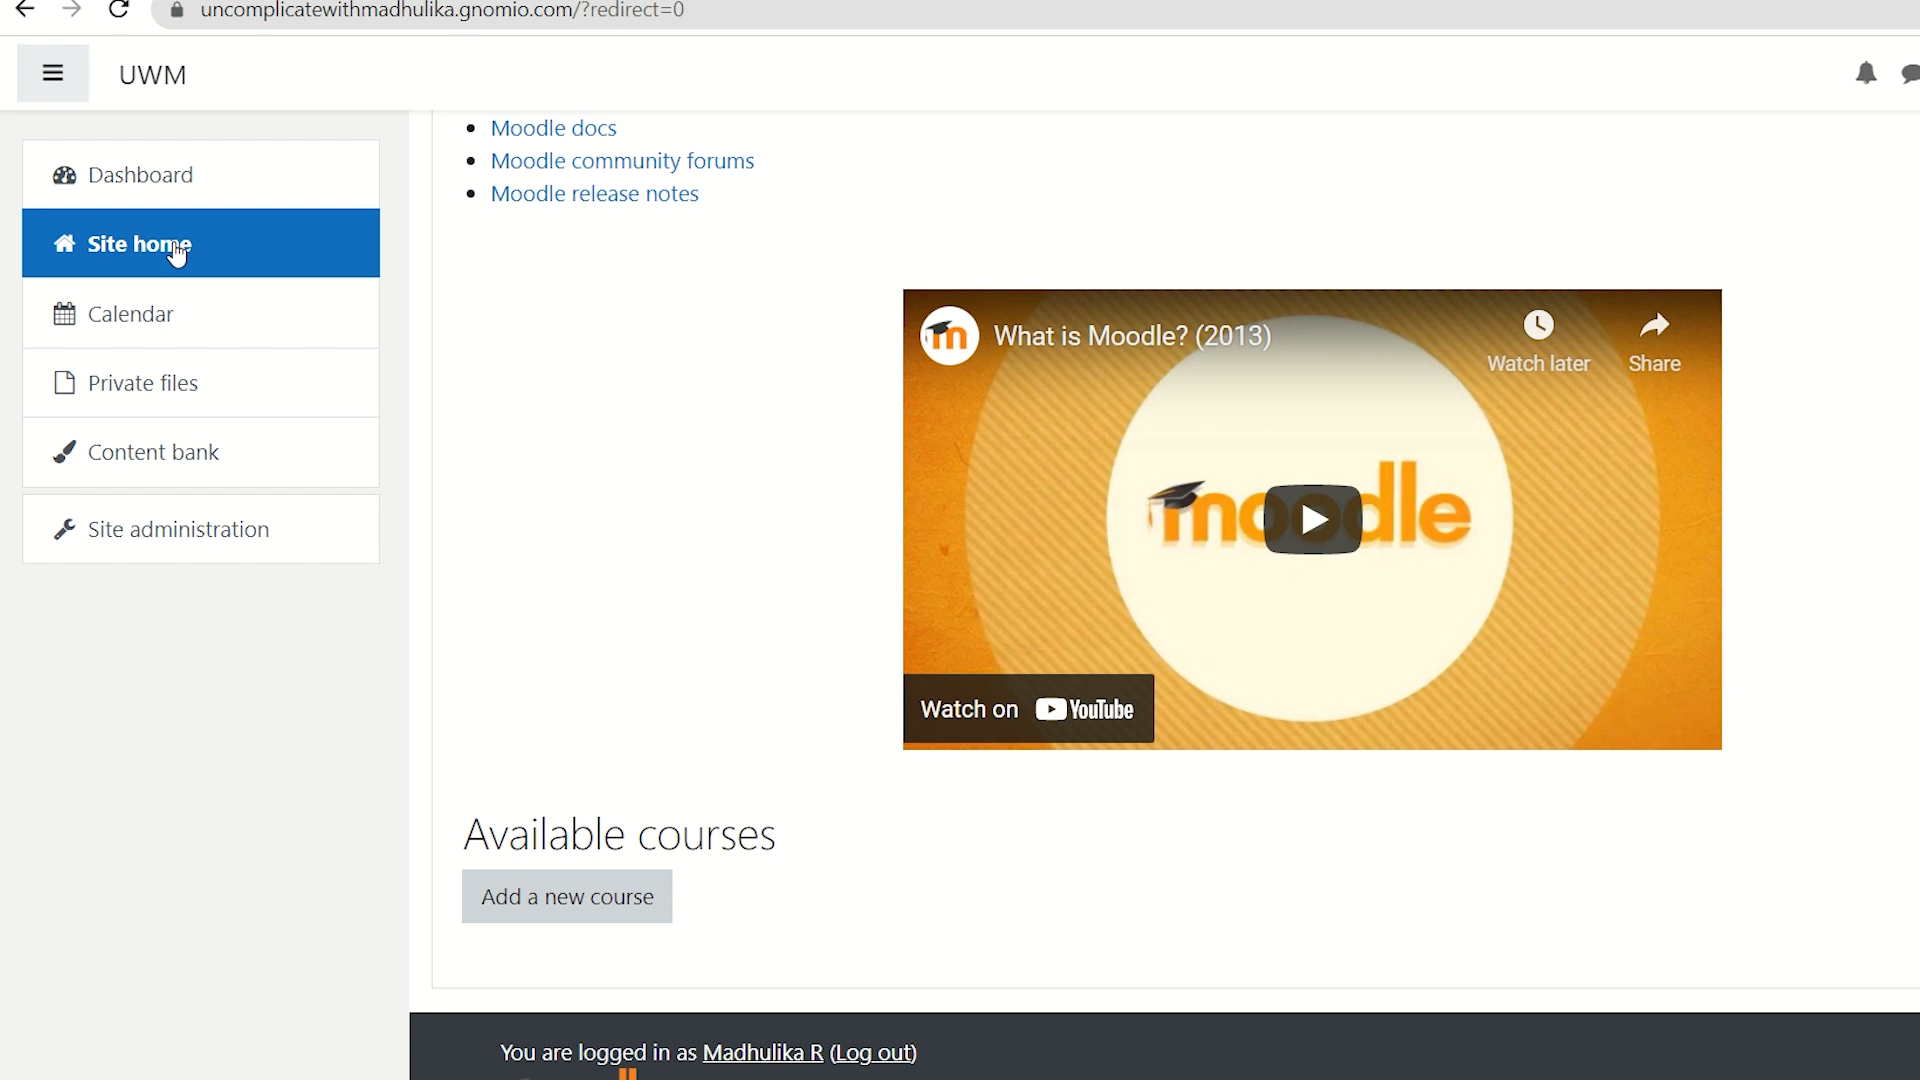 uncomplicatewithmadhulika.gnomio.com/?redirect=0
UWM
Dashboard
Site home
Calendar
Private files
Content bank
Site administration
Moodle docs
Moodle community forums
Moodle release notes
What is Moodle? (2013)
Watch later
Share
moodle
Watch on YouTube
Available courses
Add a new course
You are logged in as Madhulika R (Log out)